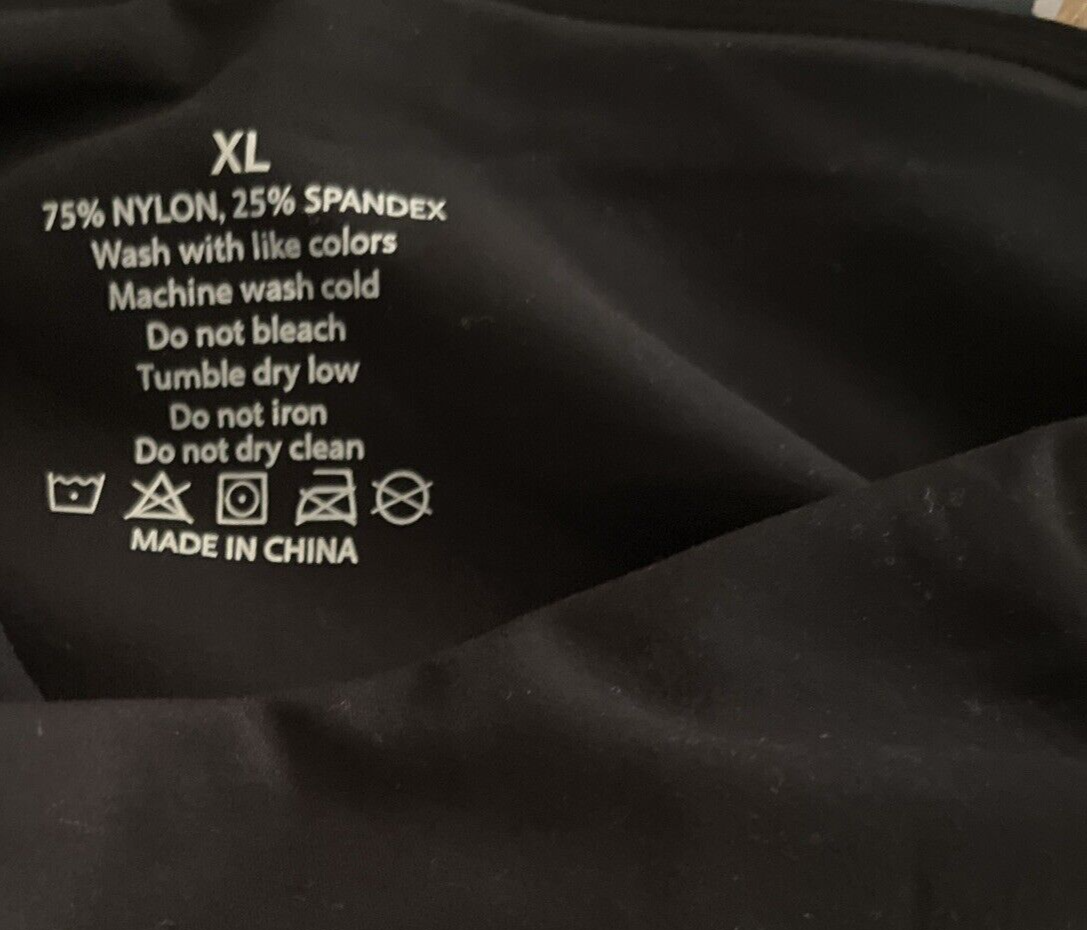 XL
75% NYLON, 25% SPANDEX
Wash with like colors
Machine wash cold
Do not bleach
Tumble dry low
Do not iron
Do not dry clean
MADE IN CHINA